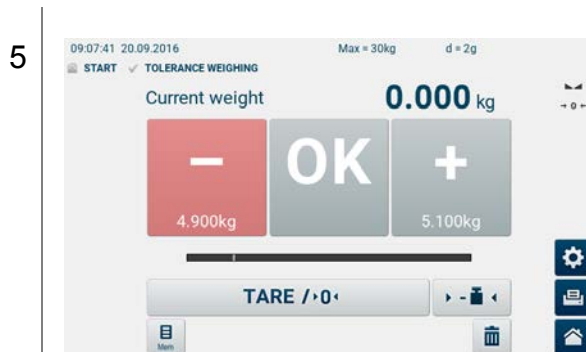 5
09:07:41 20.09.2016 Max = 30kg d = 2g
START TOLERANCE WEIGHING
Current weight 0.000 kg
→ 0 ←
− OK +
4.900kg 5.100kg
TARE / 0
-
Mem